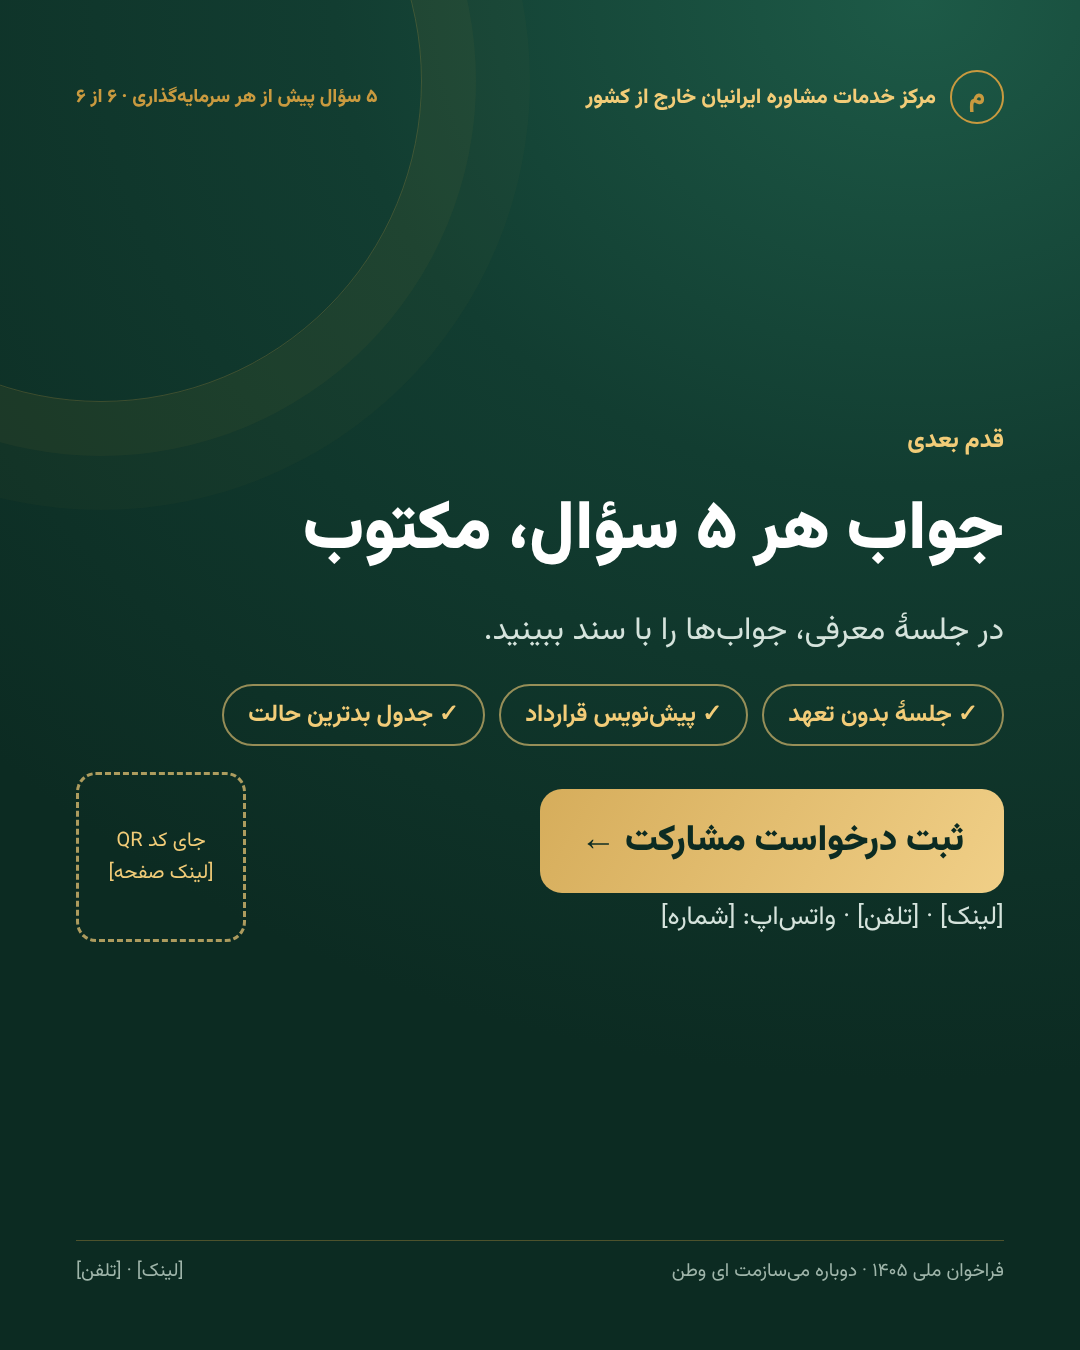 م
مرکز خدمات مشاوره ایرانیان خارج از کشور
۵ سؤال پیش از هر سرمایه‌گذاری · ۶ از ۶
قدم بعدی
جواب هر ۵ سؤال، مکتوب
در جلسهٔ معرفی، جواب‌ها را با سند ببینید.
✓ جلسهٔ بدون تعهد
✓ پیش‌نویس قرارداد
✓ جدول بدترین حالت
ثبت درخواست مشارکت ←
[لینک] · [تلفن] · واتس‌اپ: [شماره]
جای کد QR
[لینک صفحه]
فراخوان ملی ۱۴۰۵ · دوباره می‌سازمت ای وطن
[لینک] · [تلفن]